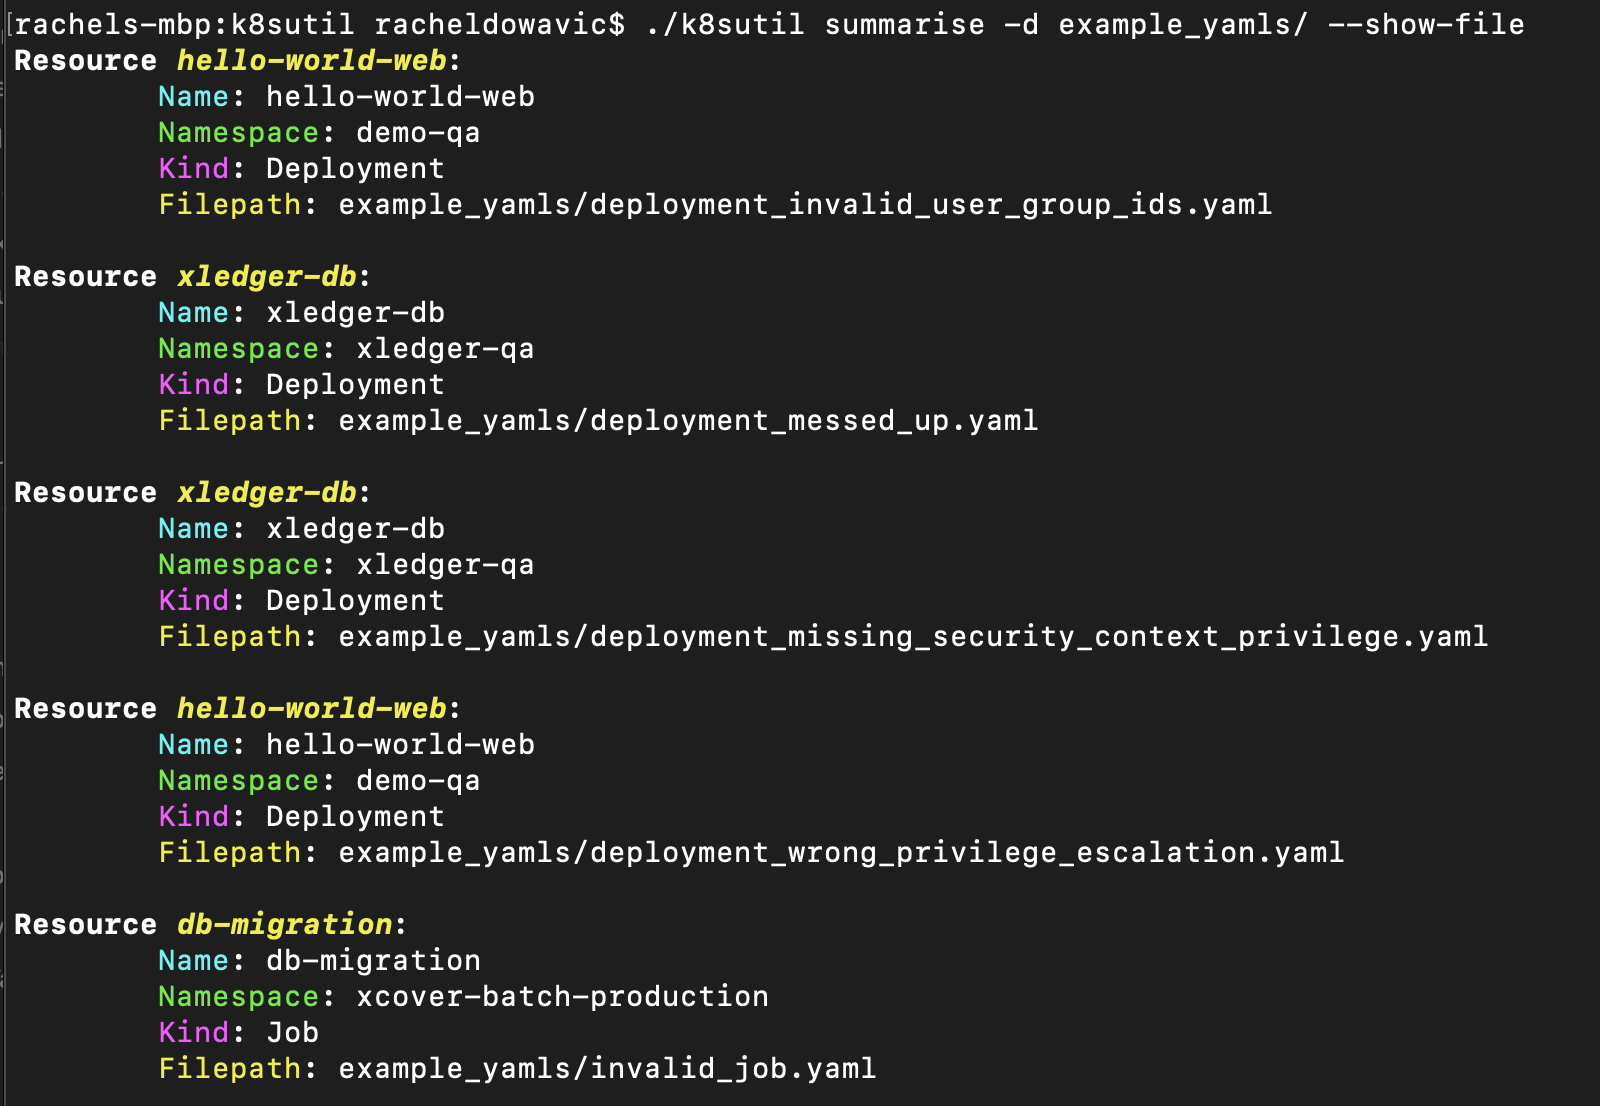 [rachels-mbp:k8sutil racheldowavic$ ./k8sutil summarise -d example_yamls/ --show-file
Resource hello-world-web:
Name: hello-world-web
Namespace: demo-qa
Kind: Deployment
Filepath: example_yamls/deployment_invalid_user_group_ids.yaml
Resource xledger-db:
Name: xledger-db
Namespace: xledger-qa
Kind: Deployment
Filepath: example_yamls/deployment_messed_up.yaml
Resource xledger-db:
Name: xledger-db
Namespace: xledger-qa
Kind: Deployment
Filepath: example_yamls/deployment_missing_security_context_privilege.yaml
Resource hello-world-web:
Name: hello-world-web
Namespace: demo-qa
Kind: Deployment
Filepath: example_yamls/deployment_wrong_privilege_escalation.yaml
Resource db-migration:
Name: db-migration
Namespace: xcover-batch-production
Kind: Job
Filepath: example_yamls/invalid_job.yaml